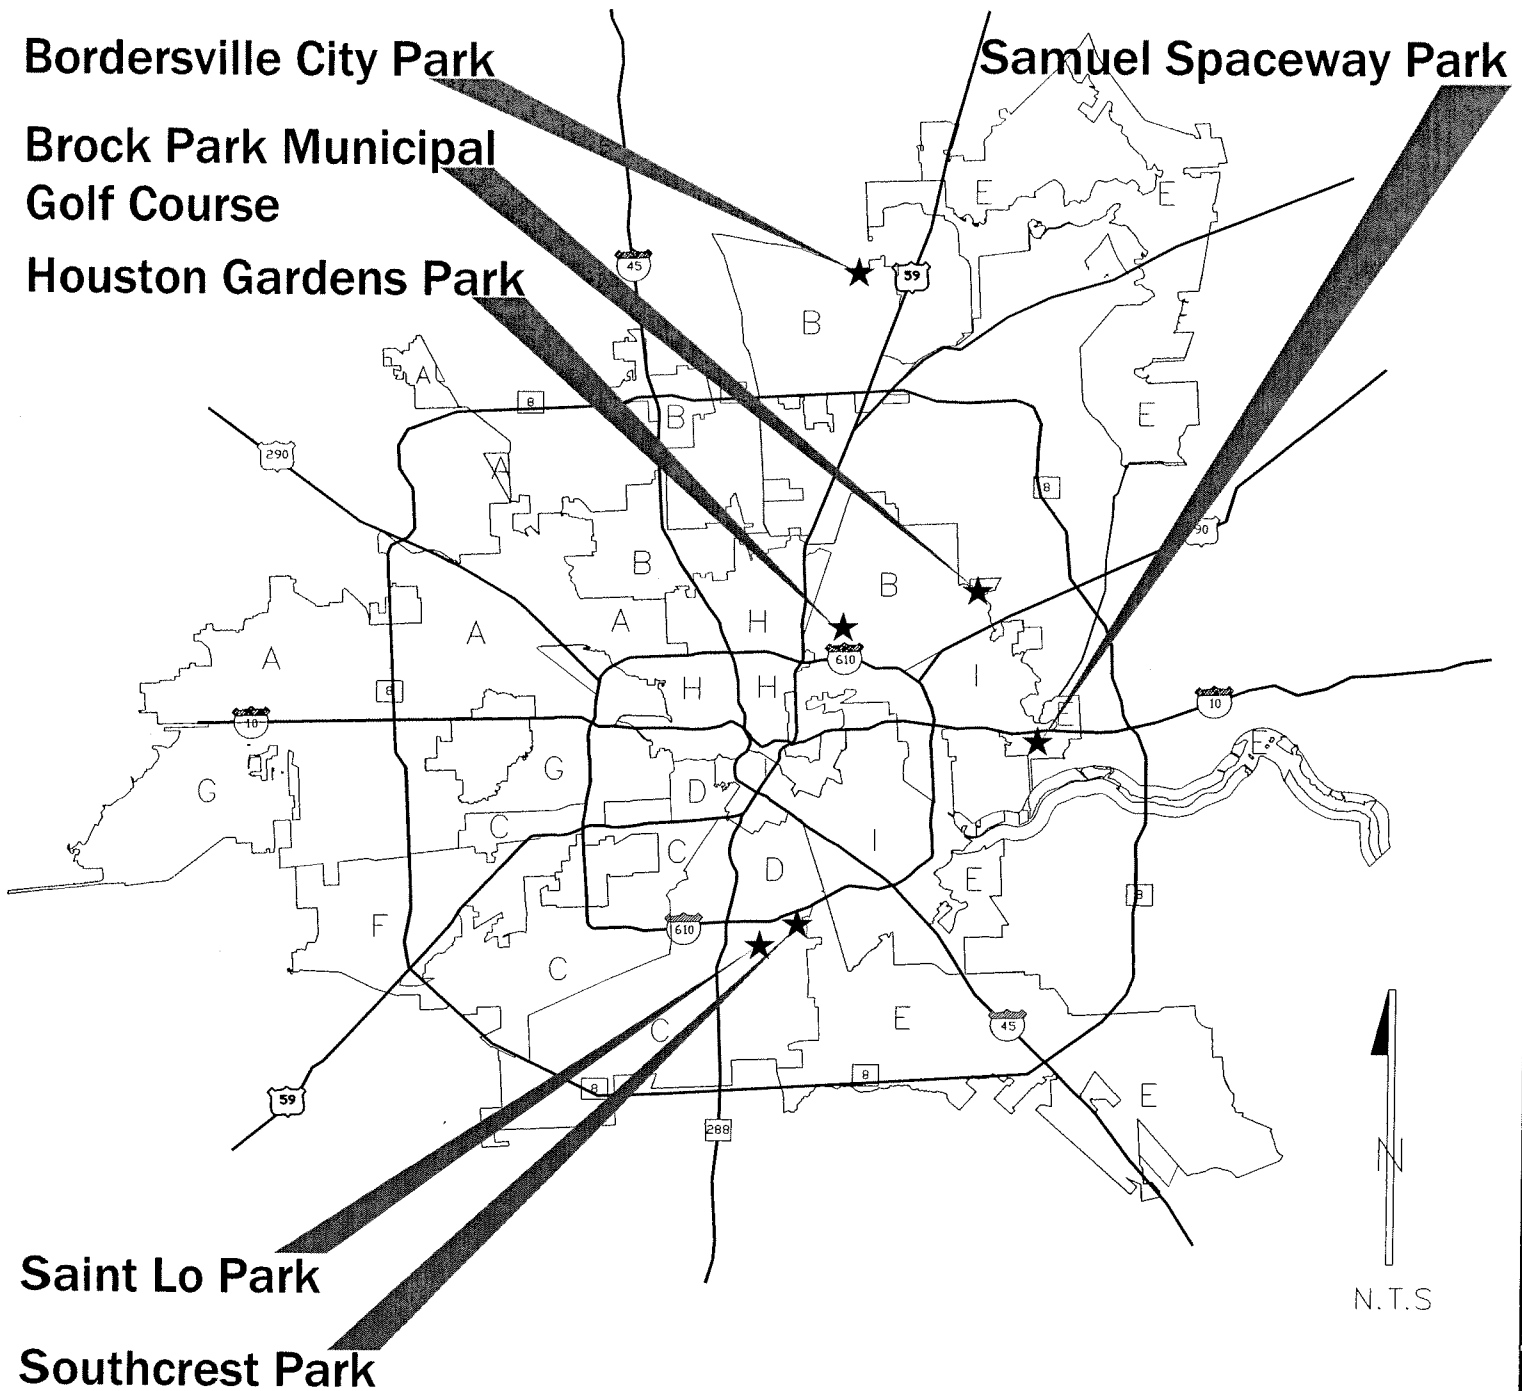 Bordersville City Park
Samuel Spaceway Park
Brock Park Municipal
Golf Course
Houston Gardens Park
E
E
45
59
B
A
8
B
E
290
A
8
90
B
B
A
A
H
A
610
I
H
H
8
10
E
10
E
G
G
D
C
I
C
D
E
8
F
610
C
C
E
45
8
8
59
E
288
N
Saint Lo Park
N.T.S
Southcrest Park